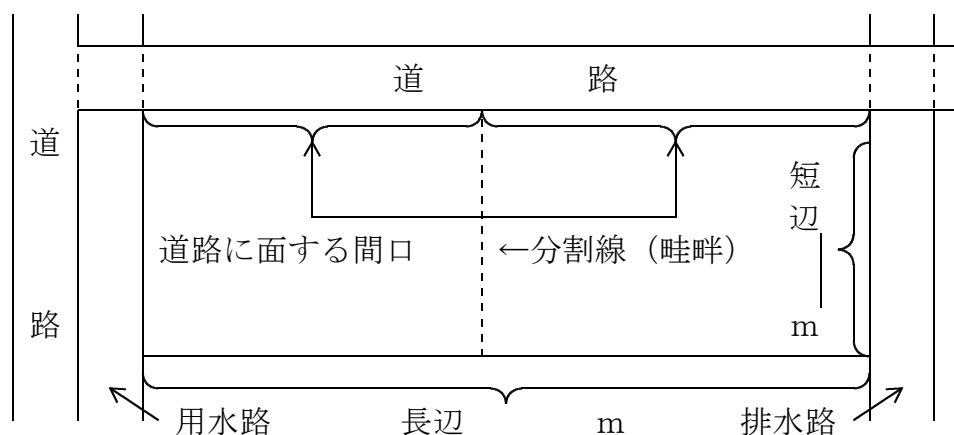 道　　路
道
路
短辺　m
道路に面する間口
←分割線（畦畔）
用水路
長辺　　m
排水路